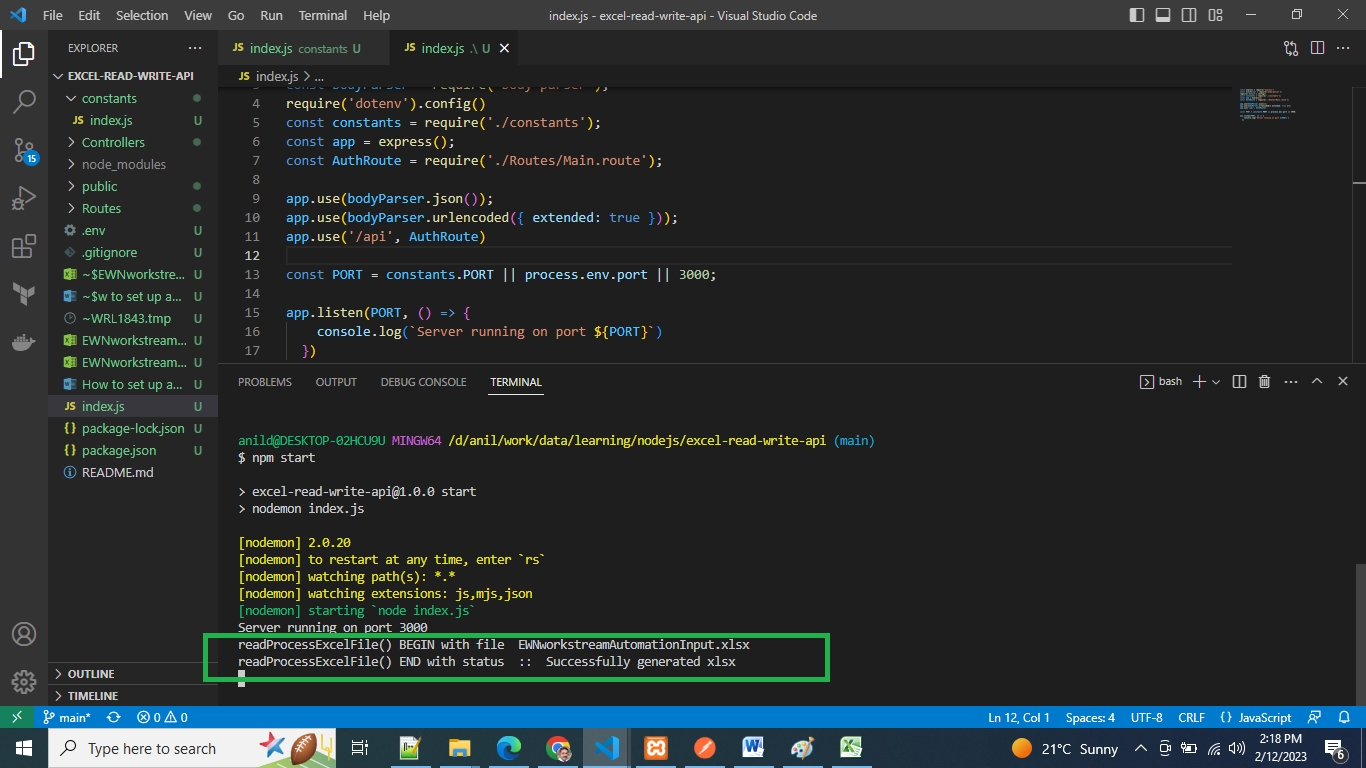 File Edit Selection View Go Run Terminal Help
index.js - excel-read-write-api - Visual Studio Code
EXPLORER
EXCEL-READ-WRITE-API
constants
JS index.js U
Controllers
node_modules
public
Routes
.env U
.gitignore U
~$EWNworkstre... U
~$w to set up a... U
~WRL1843.tmp U
EWNworkstream... U
EWNworkstream... U
How to set up a... U
JS index.js U
{} package-lock.json U
{} package.json U
README.md
OUTLINE
TIMELINE
15
JS index.js constants U
JS index.js .\ U
JS index.js > ...
4 require('dotenv').config()
5 const constants = require('./constants');
6 const app = express();
7 const AuthRoute = require('./Routes/Main.route');
8
9 app.use(bodyParser.json());
10 app.use(bodyParser.urlencoded({ extended: true }));
11 app.use('/api', AuthRoute)
12
13 const PORT = constants.PORT || process.env.port || 3000;
14
15 app.listen(PORT, () => {
16 console.log(`Server running on port ${PORT}`)
17 })
PROBLEMS OUTPUT DEBUG CONSOLE TERMINAL
bash
anild@DESKTOP-02HCU9U MINGW64 /d/anil/work/data/learning/nodejs/excel-read-write-api (main)
$ npm start
> excel-read-write-api@1.0.0 start
> nodemon index.js
[nodemon] 2.0.20
[nodemon] to restart at any time, enter `rs`
[nodemon] watching path(s): *.*
[nodemon] watching extensions: js,mjs,json
[nodemon] starting `node index.js`
Server running on port 3000
readProcessExcelFile() BEGIN with file EWNworkstreamAutomationInput.xlsx
readProcessExcelFile() END with status :: Successfully generated xlsx
main* 0 0
Ln 12, Col 1 Spaces: 4 UTF-8 CRLF {} JavaScript
Type here to search
21°C Sunny
2:18 PM
2/12/2023
6